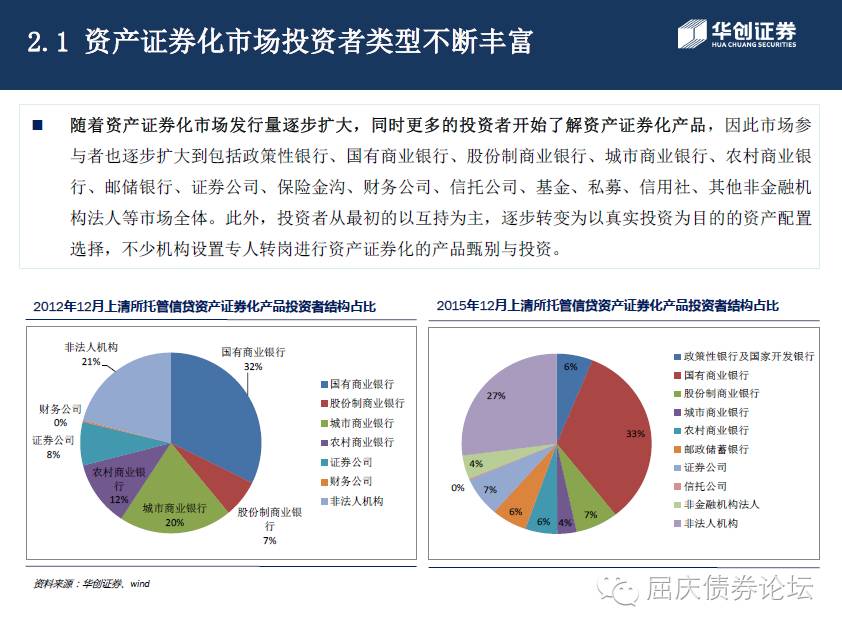 2.1 资产证券化市场投资者类型不断丰富
华创证券
HUA CHUANG SECURITIES
■ 随着资产证券化市场发行量逐步扩大，同时更多的投资者开始了解资产证券化产品，因此市场参
与者也逐步扩大到包括政策性银行、国有商业银行、股份制商业银行、城市商业银行、农村商业银
行、邮储银行、证券公司、保险金沟、财务公司、信托公司、基金、私募、信用社、其他非金融机
构法人等市场全体。此外，投资者从最初的以互持为主，逐步转变为以真实投资为目的的资产配置
选择，不少机构设置专人转岗进行资产证券化的产品甄别与投资。
2012年12月上清所托管信贷资产证券化产品投资者结构占比
非法人机构
21%
国有商业银行
32%
财务公司
0%
证券公司
8%
农村商业银
行
12%
城市商业银行
20%
股份制商业银
行
7%
国有商业银行
股份制商业银行
城市商业银行
农村商业银行
证券公司
财务公司
非法人机构
2015年12月上清所托管信贷资产证券化产品投资者结构占比
6%
33%
7%
4%
6%
6%
7%
0%
4%
27%
政策性银行及国家开发银行
国有商业银行
股份制商业银行
城市商业银行
农村商业银行
邮政储蓄银行
证券公司
信托公司
非金融机构法人
非法人机构
资料来源：华创证券、wind
屈庆债券论坛